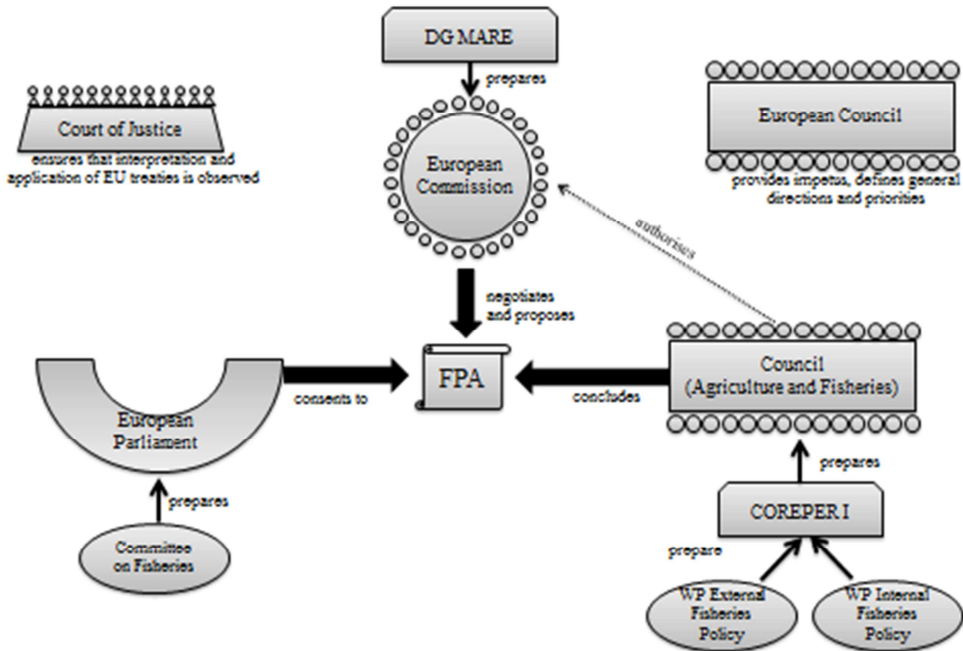 DG MARE
prepares
Court of Justice
ensures that interpretation and
application of EU treaties is observed
European
Commission
European Council
provides impetus, defines general
directions and priorities
authorises
negotiates
and proposes
European
Parliament
consents to
FPA
concludes
Council
(Agriculture and Fisheries)
prepares
Committee
on Fisheries
prepares
COREPER I
prepare
WP External
Fisheries
Policy
WP Internal
Fisheries
Policy